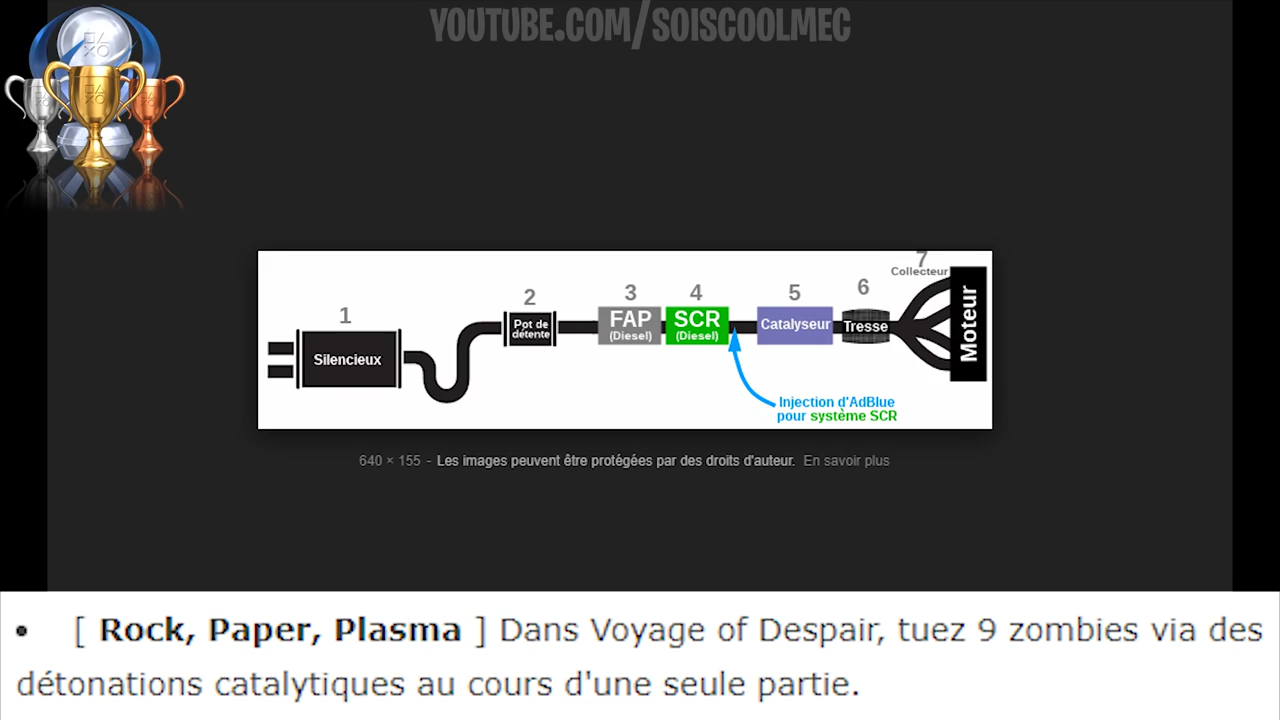 YOUTUBE.COM/SOISCOOLMEC
7
Collecteur
6
5
4
3
2
1
Moteur
Tresse
Catalyseur
SCR
(Diesel)
FAP
(Diesel)
Pot de
détente
Silencieux
Injection d'AdBlue
pour système SCR
640 × 155 - Les images peuvent être protégées par des droits d'auteur. En savoir plus
• [ Rock, Paper, Plasma ] Dans Voyage of Despair, tuez 9 zombies via des
détonations catalytiques au cours d'une seule partie.